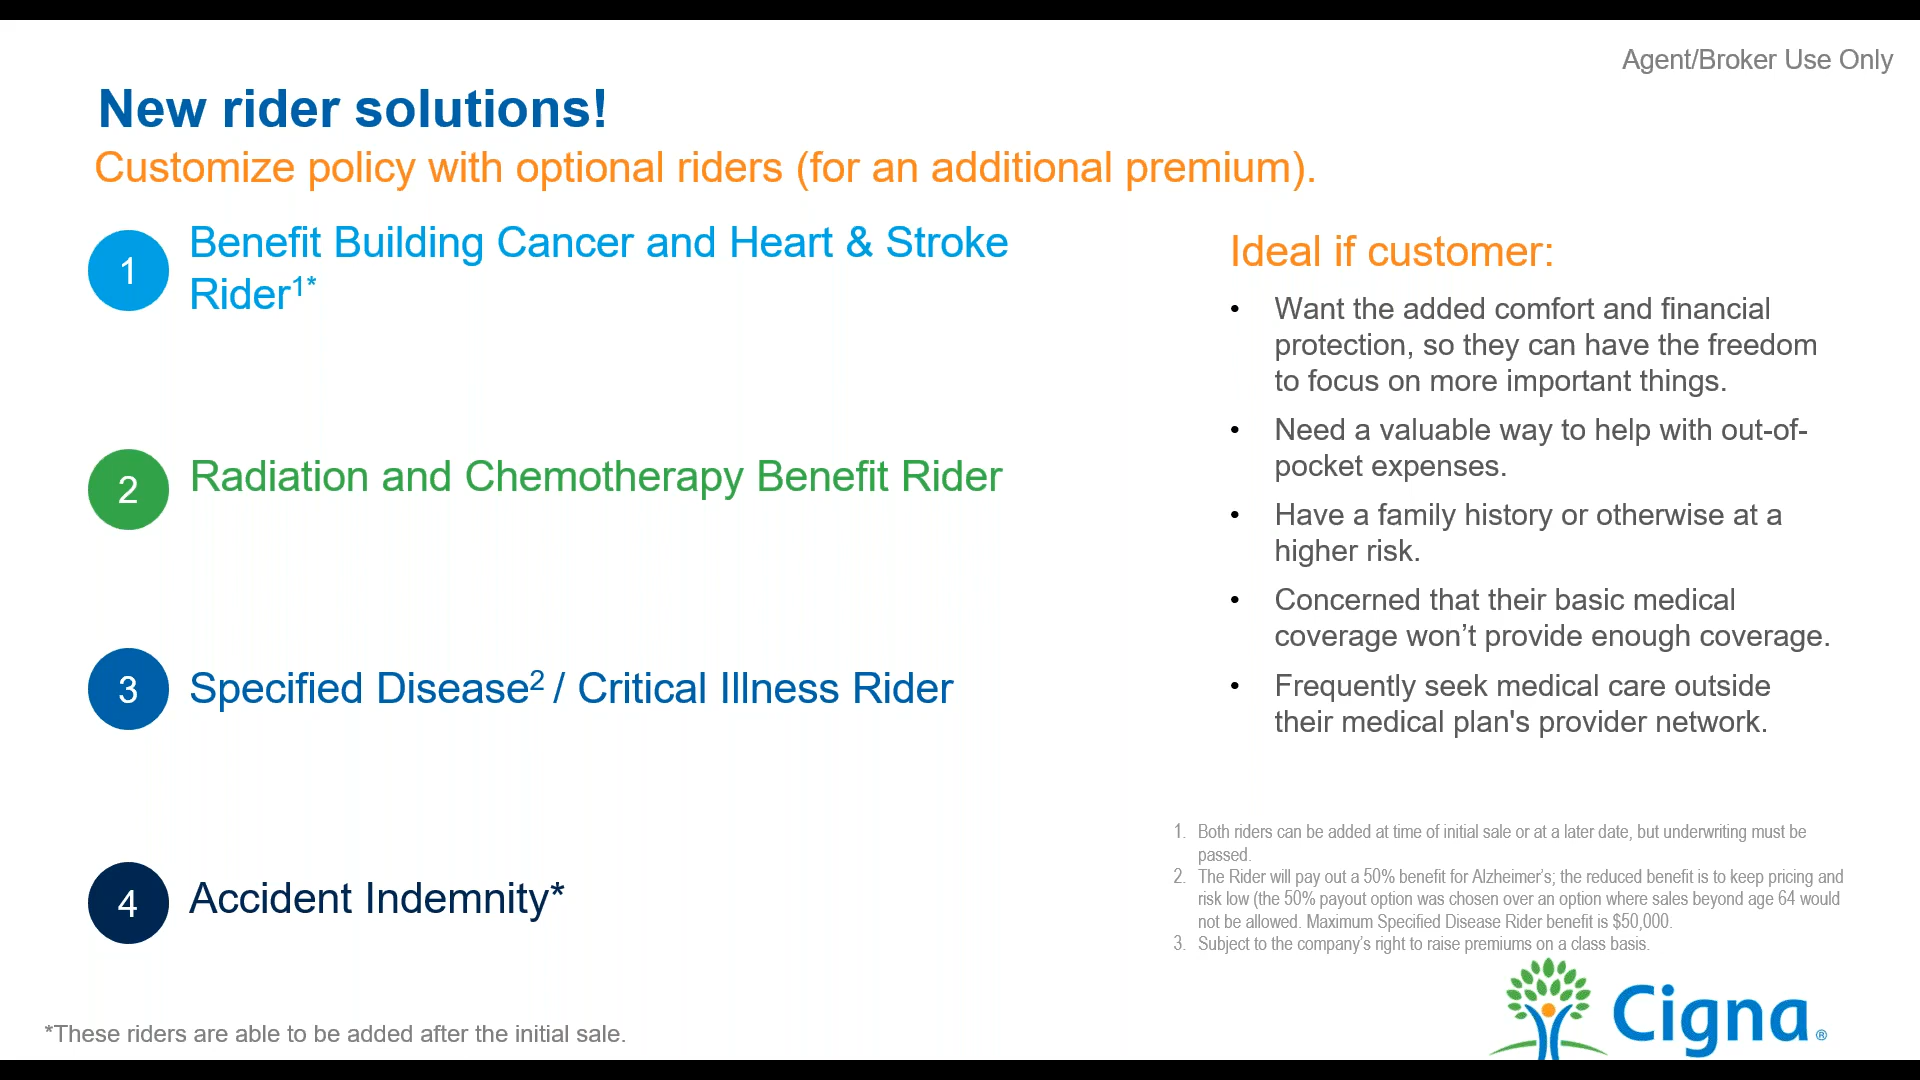 Agent/Broker Use Only
New rider solutions!
Customize policy with optional riders (for an additional premium).
1
Benefit Building Cancer and Heart & Stroke
Rider1*
2
Radiation and Chemotherapy Benefit Rider
3
Specified Disease2 / Critical Illness Rider
4
Accident Indemnity*
*These riders are able to be added after the initial sale.
Ideal if customer:
• Want the added comfort and financial
protection, so they can have the freedom
to focus on more important things.
• Need a valuable way to help with out-of-
pocket expenses.
• Have a family history or otherwise at a
higher risk.
• Concerned that their basic medical
coverage won’t provide enough coverage.
• Frequently seek medical care outside
their medical plan's provider network.
1. Both riders can be added at time of initial sale or at a later date, but underwriting must be
passed.
2. The Rider will pay out a 50% benefit for Alzheimer’s; the reduced benefit is to keep pricing and
risk low (the 50% payout option was chosen over an option where sales beyond age 64 would
not be allowed. Maximum Specified Disease Rider benefit is $50,000.
3. Subject to the company’s right to raise premiums on a class basis.
Cigna®